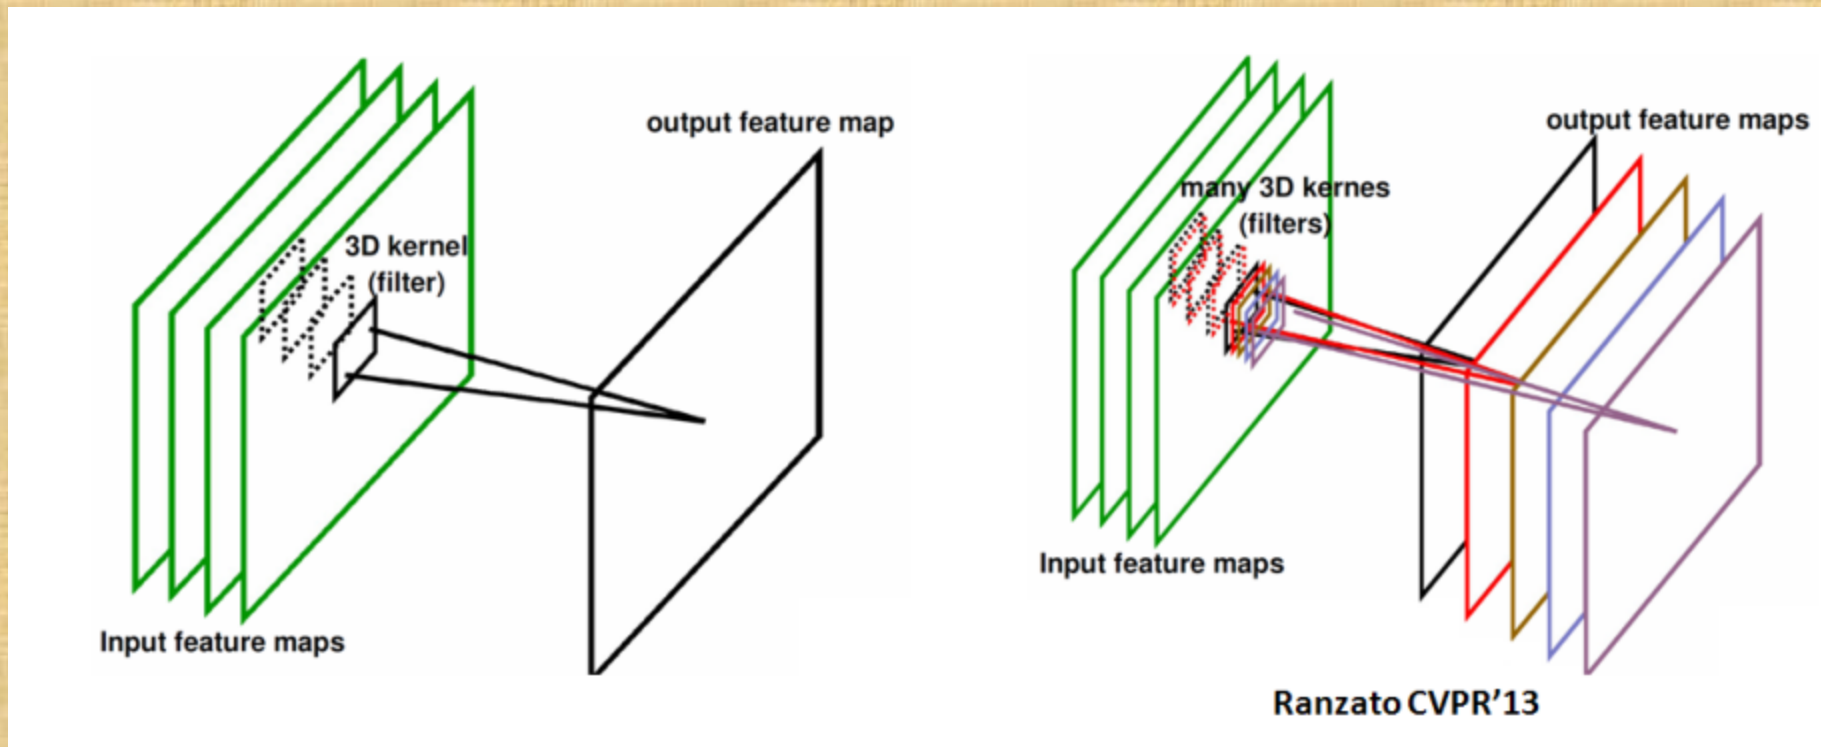 output feature map
3D kernel
(filter)
Input feature maps
output feature maps
many 3D kernes
(filters)
Input feature maps
Ranzato CVPR'13